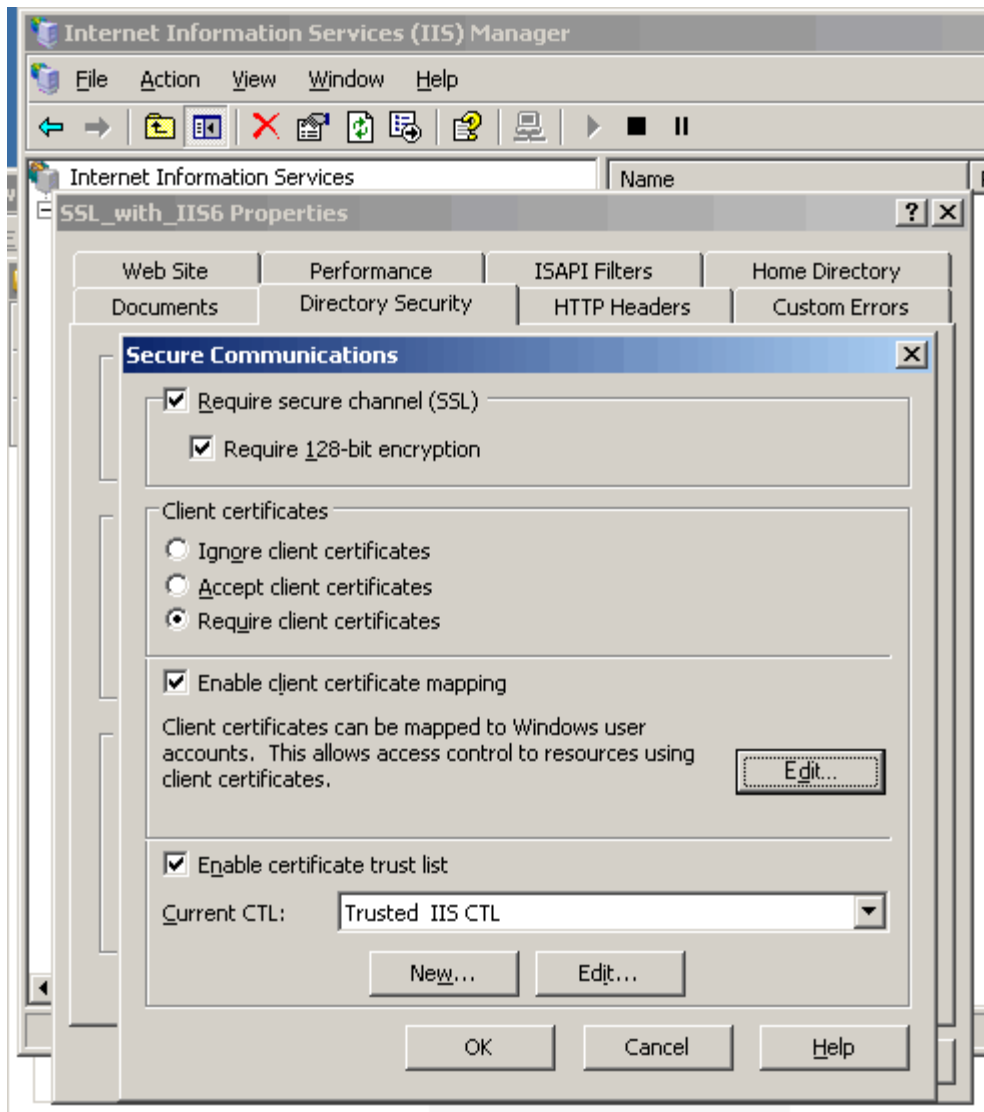 Internet Information Services (IIS) Manager
File Action View Window Help
Internet Information Services Name
SSL_with_IIS6 Properties
Web Site Performance ISAPI Filters Home Directory
Documents Directory Security HTTP Headers Custom Errors
Secure Communications
Require secure channel (SSL)
Require 128-bit encryption
Client certificates
Ignore client certificates
Accept client certificates
Require client certificates
Enable client certificate mapping
Client certificates can be mapped to Windows user
accounts. This allows access control to resources using
client certificates.
Edit...
Enable certificate trust list
Current CTL: Trusted IIS CTL
New... Edit...
OK Cancel Help